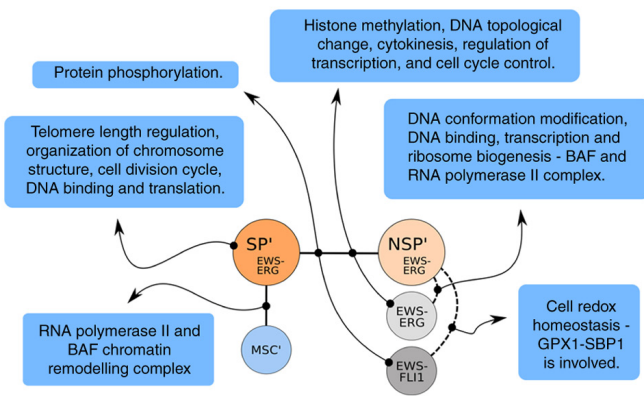 Histone methylation, DNA topological
change, cytokinesis, regulation of
transcription, and cell cycle control.
Protein phosphorylation.
DNA conformation modification,
DNA binding, transcription and
ribosome biogenesis - BAF and
RNA polymerase II complex.
Telomere length regulation,
organization of chromosome
structure, cell division cycle,
DNA binding and translation.
SP'
EWS-
ERG
NSP'
EWS-
ERG
EWS-
ERG
RNA polymerase II and
BAF chromatin
remodelling complex
MSC'
EWS-
FLI1
Cell redox
homeostasis -
GPX1-SBP1
is involved.